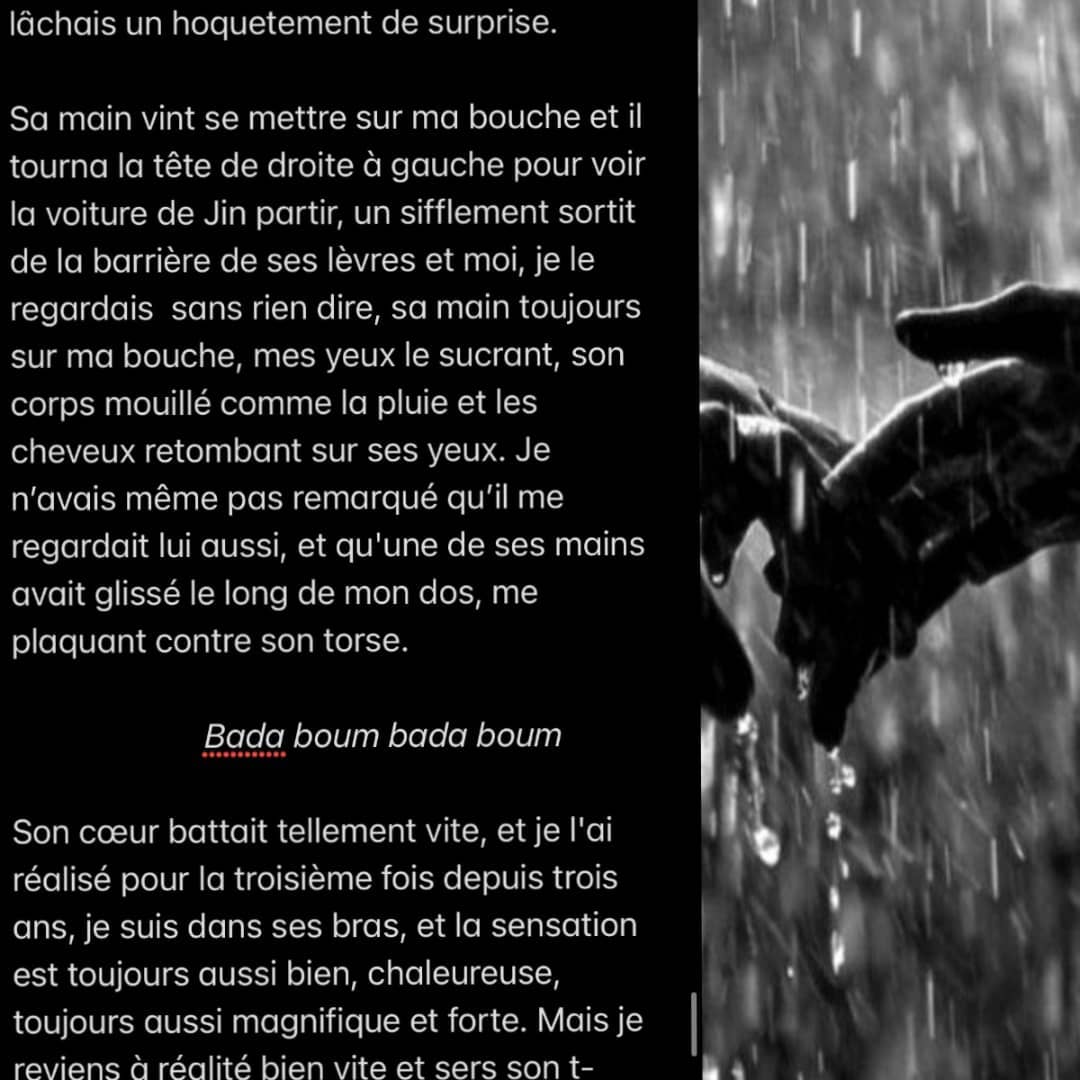 lâchais un hoquetement de surprise.
Sa main vint se mettre sur ma bouche et il
tourna la tête de droite à gauche pour voir
la voiture de Jin partir, un sifflement sortit
de la barrière de ses lèvres et moi, je le
regardais  sans rien dire, sa main toujours
sur ma bouche, mes yeux le sucrant, son
corps mouillé comme la pluie et les
cheveux retombant sur ses yeux. Je
n’avais même pas remarqué qu’il me
regardait lui aussi, et qu'une de ses mains
avait glissé le long de mon dos, me
plaquant contre son torse.
Bada boum bada boum
Son cœur battait tellement vite, et je l'ai
réalisé pour la troisième fois depuis trois
ans, je suis dans ses bras, et la sensation
est toujours aussi bien, chaleureuse,
toujours aussi magnifique et forte. Mais je
reviens à réalité bien vite et sers son t-